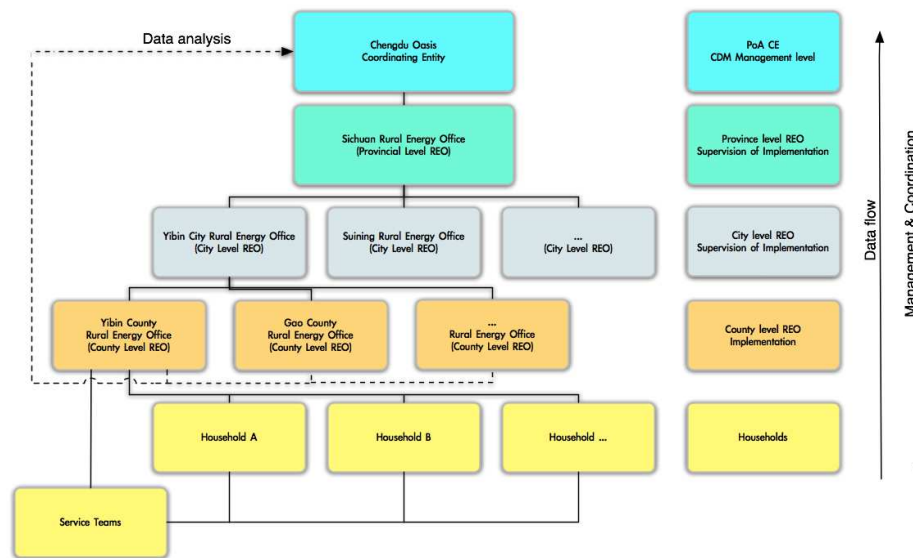 Data analysis
Chengdu Oasis
Coordinating Entity
PoA CE
CDM Management level
Sichuan Rural Energy Office
(Provincial Level REO)
Province level REO
Supervision of Implementation
Yibin City Rural Energy Office
(City Level REO)
Suining Rural Energy Office
(City Level REO)
...
(City Level REO)
City level REO
Supervision of Implementation
Yibin County
Rural Energy Office
(County Level REO)
Gao County
Rural Energy Office
(County Level REO)
...
Rural Energy Office
(County Level REO)
County level REO
Implementation
Household A
Household B
Household ...
Households
Service Teams
Data flow
Management & Coordination